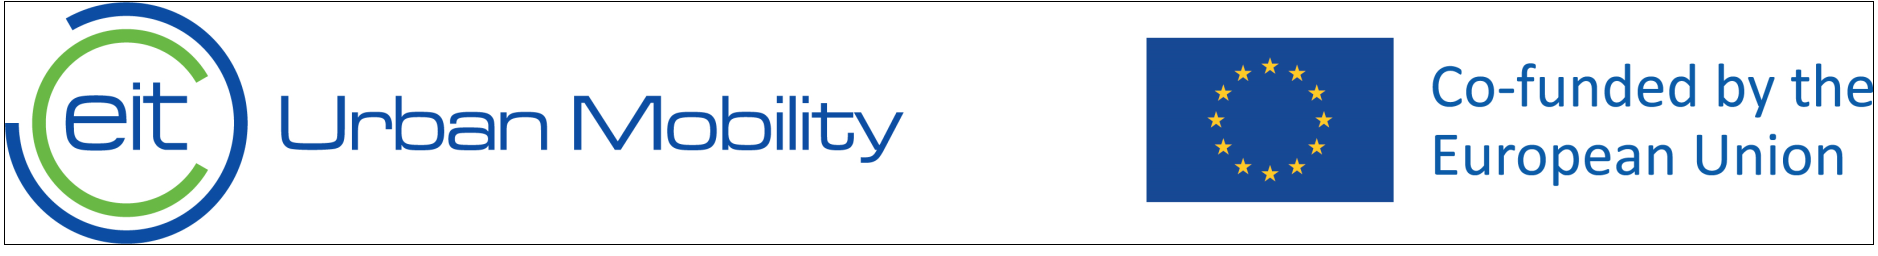 eit Urban Mobility
Co-funded by the
European Union